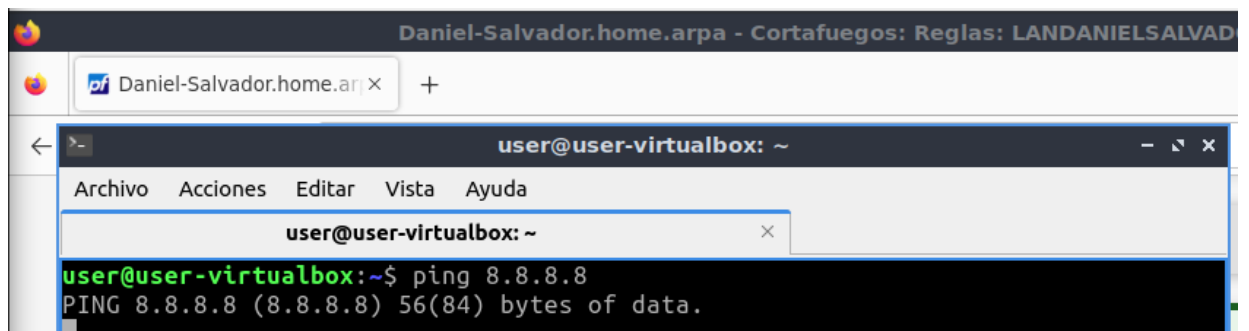 Daniel-Salvador.home.arpa - Cortafuegos: Reglas: LANDANIELSALVAD
Daniel-Salvador.home.ar
user@user-virtualbox: ~
Archivo Acciones Editar Vista Ayuda
user@user-virtualbox: ~
user@user-virtualbox:~$ ping 8.8.8.8
PING 8.8.8.8 (8.8.8.8) 56(84) bytes of data.